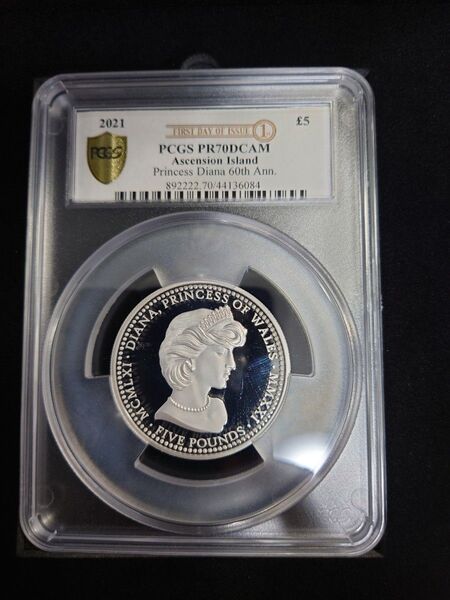 2021
FIRST DAY OF ISSUE 1
£5
PCGS
PCGS PR70DCAM
Ascension Island
Princess Diana 60th Ann.
892222.70/44136084
MCMLXI · DIANA, PRINCESS OF WALES MMXXI
· FIVE POUNDS ·